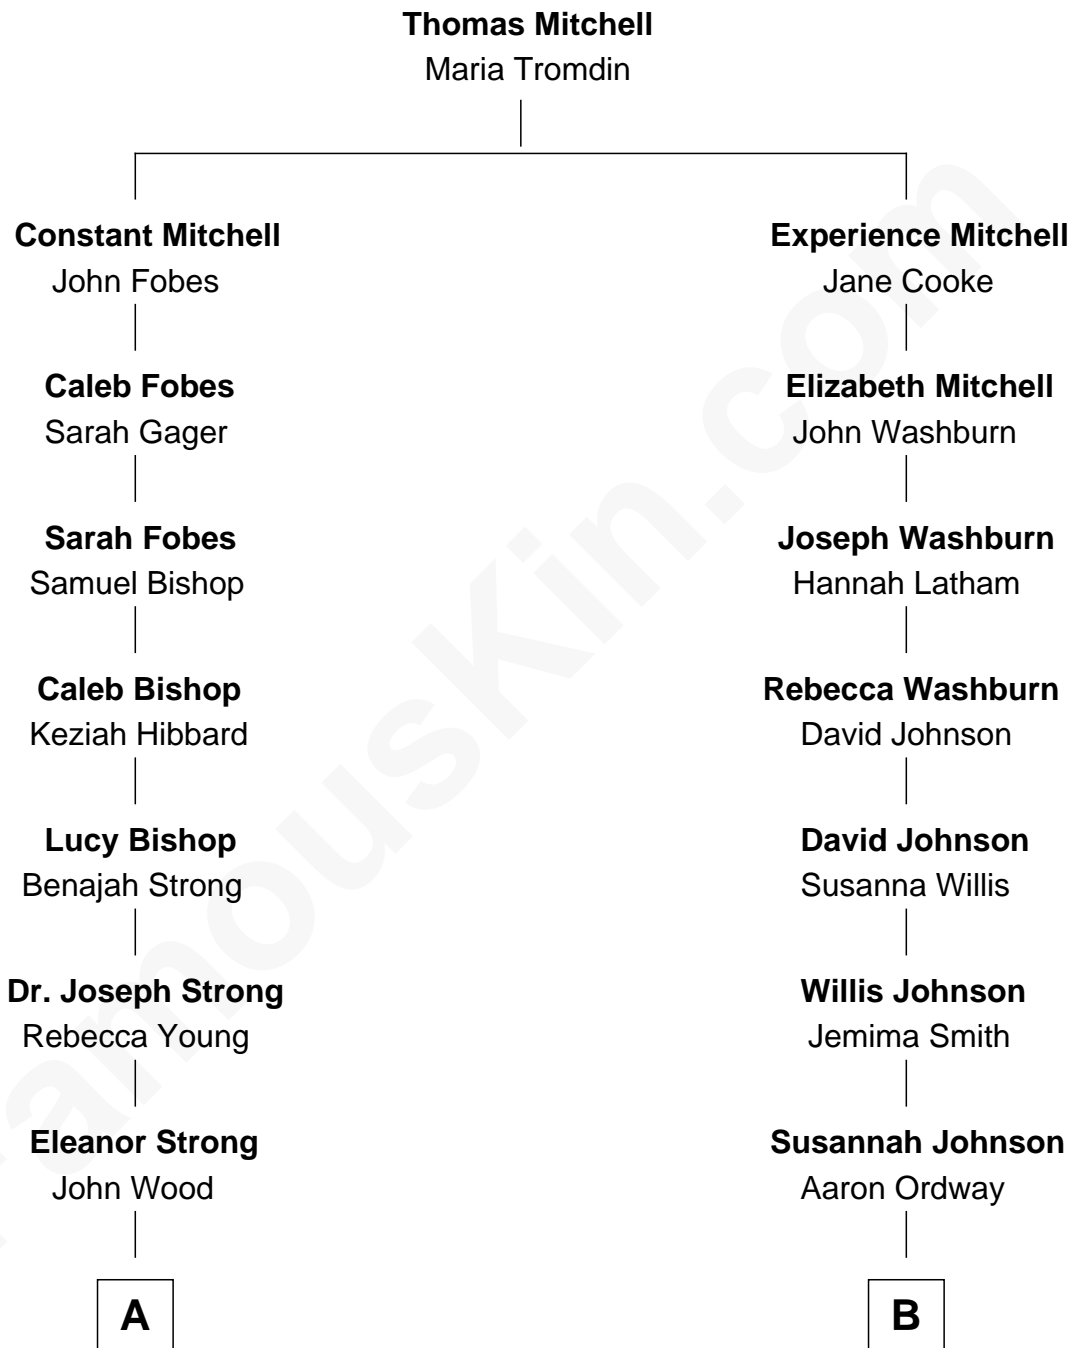 Thomas Mitchell
Maria Tromdin
Constant Mitchell
John Fobes
Experience Mitchell
Jane Cooke
Caleb Fobes
Sarah Gager
Elizabeth Mitchell
John Washburn
Sarah Fobes
Samuel Bishop
Joseph Washburn
Hannah Latham
Caleb Bishop
Keziah Hibbard
Rebecca Washburn
David Johnson
Lucy Bishop
Benajah Strong
David Johnson
Susanna Willis
Dr. Joseph Strong
Rebecca Young
Willis Johnson
Jemima Smith
Eleanor Strong
John Wood
Susannah Johnson
Aaron Ordway
A
B
FamousKin.com